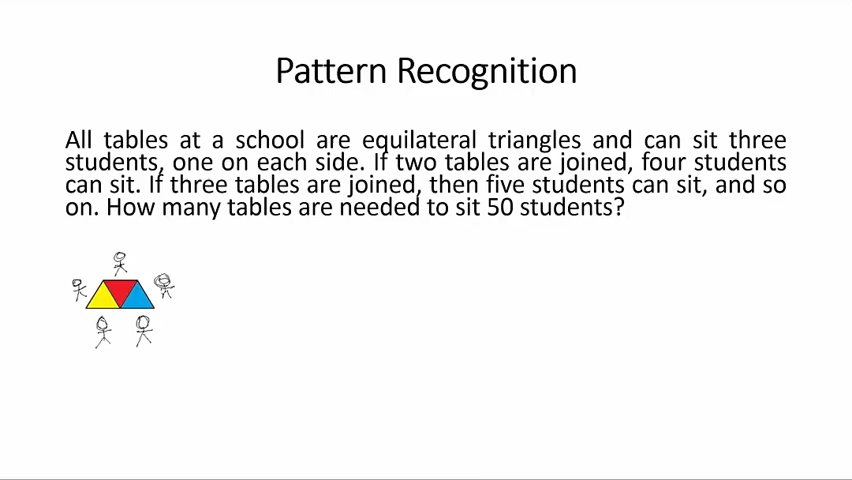 Pattern Recognition
All tables at a school are equilateral triangles and can sit three
students, one on each side. If two tables are joined, four students
can sit. If three tables are joined, then five students can sit, and so
on. How many tables are needed to sit 50 students?